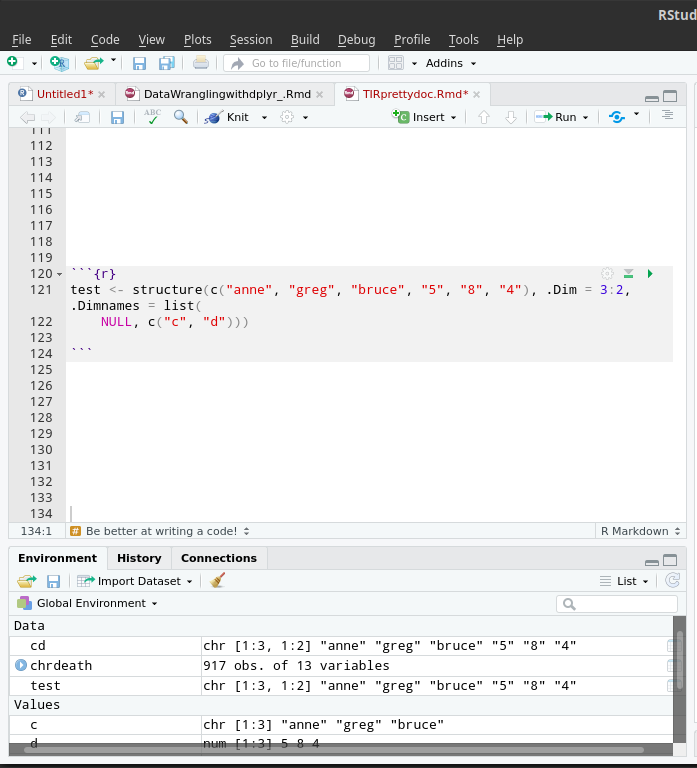 RStud
File Edit Code View Plots Session Build Debug Profile Tools Help
Go to file/function Addins
Untitled1* DataWranglingwithdplyr_.Rmd TIRprettydoc.Rmd*
ABC Knit Insert Run
111
112
113
114
115
116
117
118
119
120 ```{r}
121 test <- structure(c("anne", "greg", "bruce", "5", "8", "4"), .Dim = 3:2,
.Dimnames = list(
122 NULL, c("c", "d")))
123
124 ```
125
126
127
128
129
130
131
132
133
134
134:1 # Be better at writing a code! R Markdown
Environment History Connections
Import Dataset List
Global Environment
Data
cd chr [1:3, 1:2] "anne" "greg" "bruce" "5" "8" "4"
chrdeath 917 obs. of 13 variables
test chr [1:3, 1:2] "anne" "greg" "bruce" "5" "8" "4"
Values
c chr [1:3] "anne" "greg" "bruce"
d num [1:3] 5 8 4